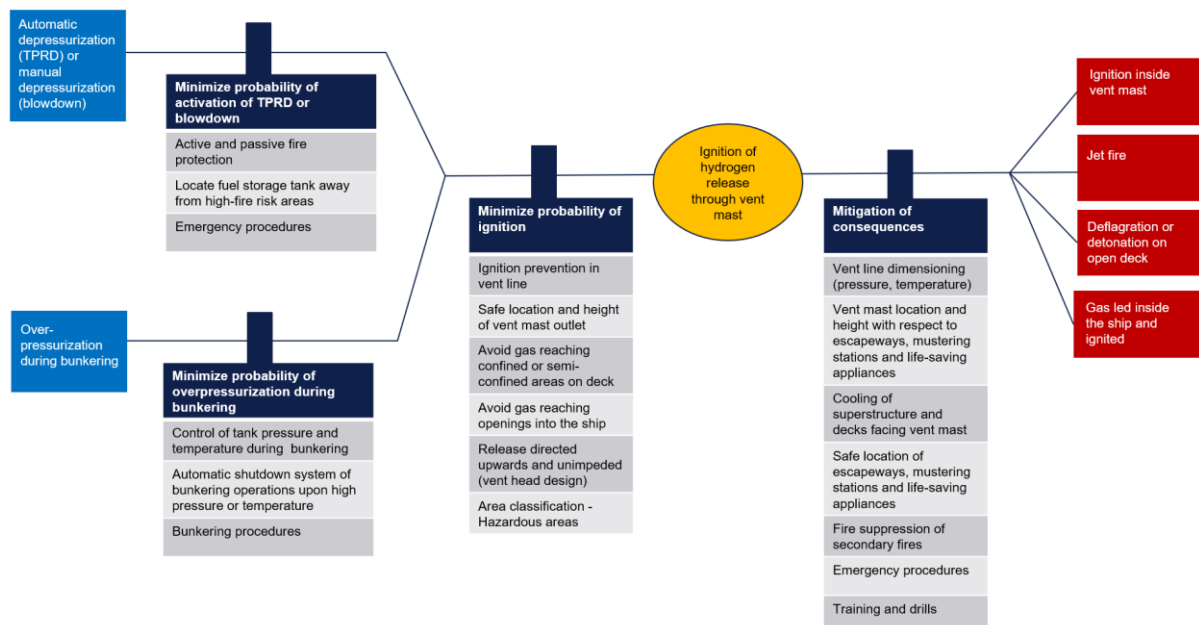 Automatic
depressurization
(TPRD) or
manual
depressurization
(blowdown)
Minimize probability of
activation of TPRD or
blowdown
Active and passive fire
protection
Locate fuel storage tank away
from high-fire risk areas
Emergency procedures
Over-
pressurization
during bunkering
Minimize probability of
overpressurization during
bunkering
Control of tank pressure and
temperature during bunkering
Automatic shutdown system of
bunkering operations upon high
pressure or temperature
Bunkering procedures
Minimize probability of
ignition
Ignition prevention in
vent line
Safe location and height
of vent mast outlet
Avoid gas reaching
confined or semi-
confined areas on deck
Avoid gas reaching
openings into the ship
Release directed
upwards and unimpeded
(vent head design)
Area classification -
Hazardous areas
Ignition of
hydrogen
release
through vent
mast
Mitigation of
consequences
Vent line dimensioning
(pressure, temperature)
Vent mast location and
height with respect to
escapeways, mustering
stations and life-saving
appliances
Cooling of
superstructure and
decks facing vent mast
Safe location of
escapeways, mustering
stations and life-saving
appliances
Fire suppression of
secondary fires
Emergency procedures
Training and drills
Ignition inside
vent mast
Jet fire
Deflagration or
detonation on
open deck
Gas led inside
the ship and
ignited